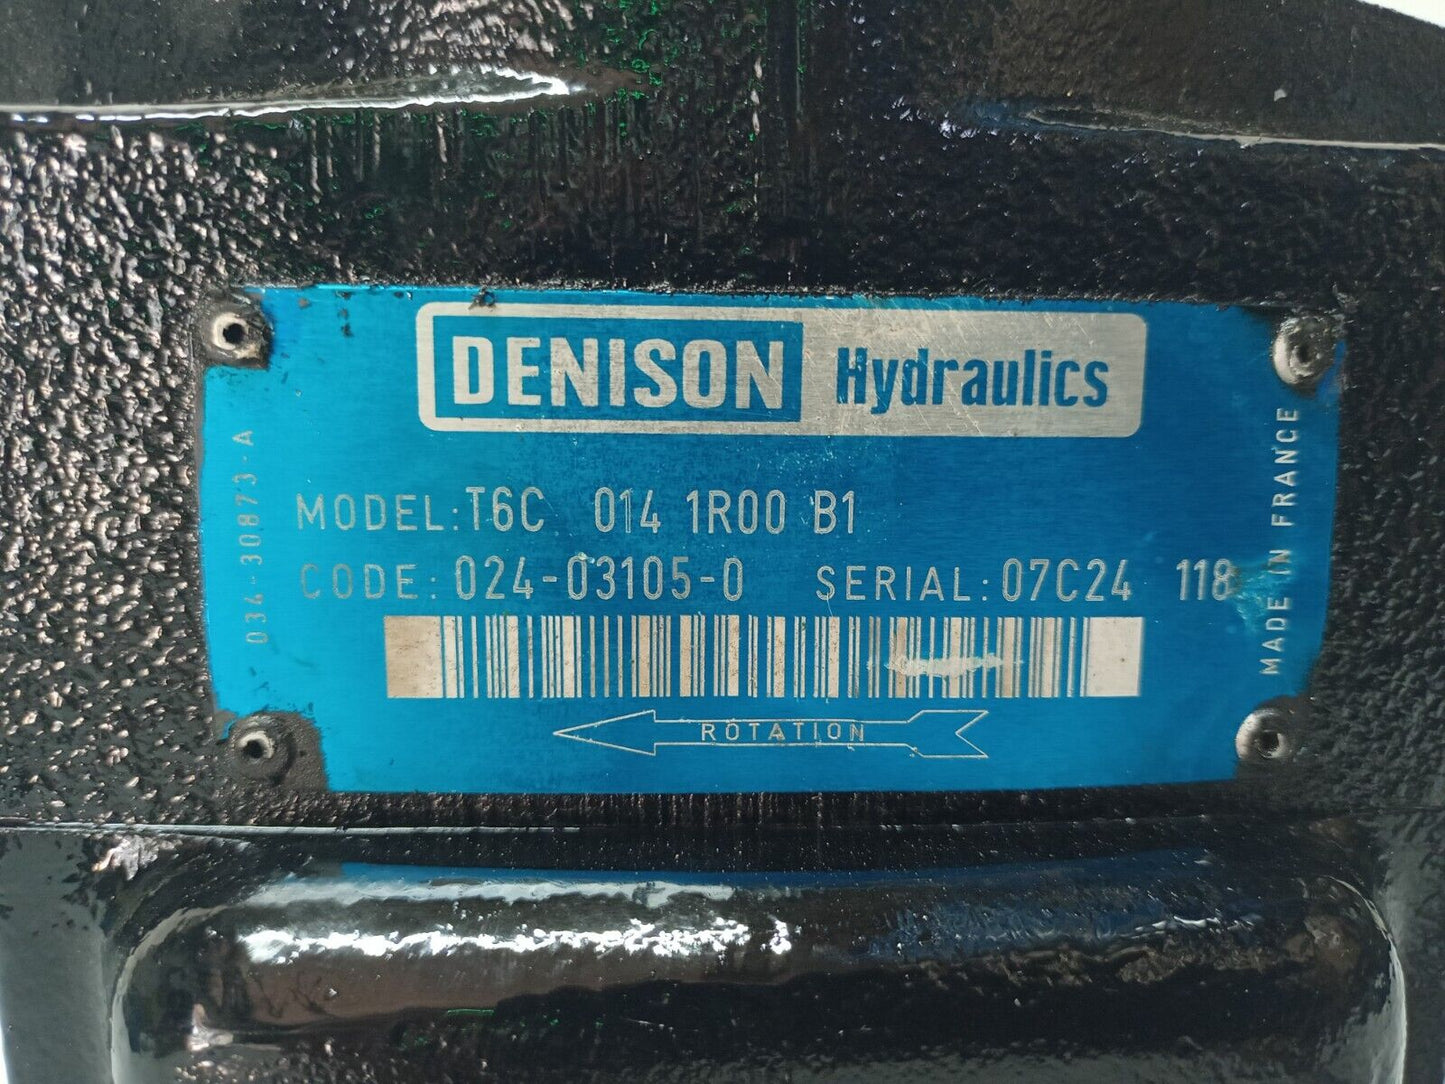 DENISON Hydraulics
MODEL: T6C 014 1R00 B1
CODE: 024-03105-0 SERIAL: 07C24 118
ROTATION
034-30873-A
MADE IN FRANCE